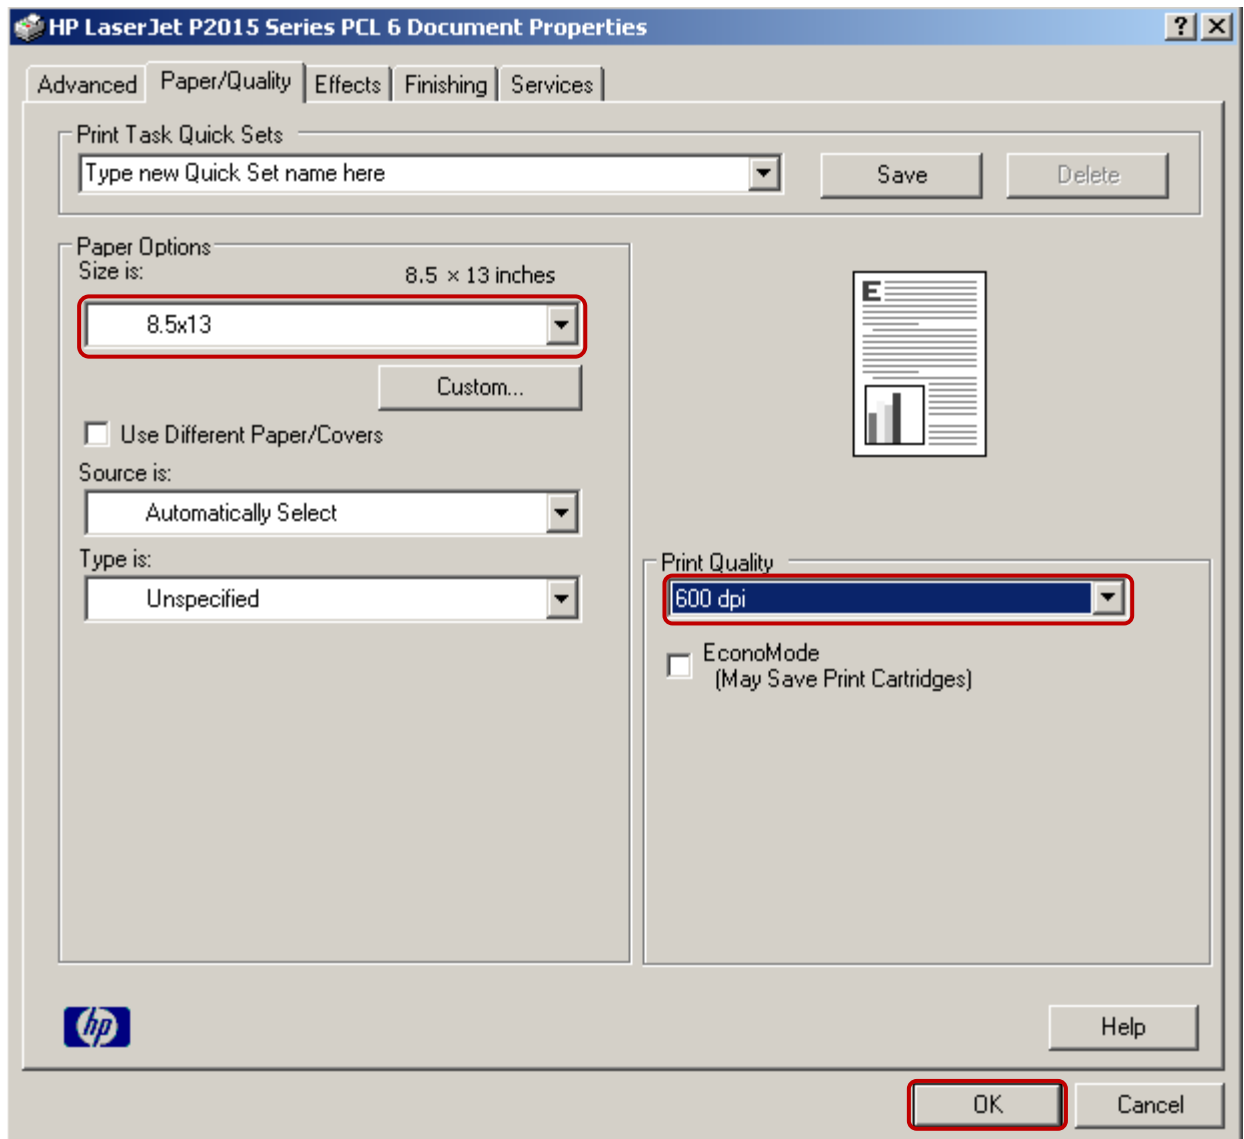 HP LaserJet P2015 Series PCL 6 Document Properties
Advanced Paper/Quality Effects Finishing Services
Print Task Quick Sets
Type new Quick Set name here Save Delete
Paper Options
Size is: 8.5 × 13 inches
8.5x13
Custom...
Use Different Paper/Covers
Source is:
Automatically Select
Type is:
Unspecified
E
Print Quality
600 dpi
EconoMode
(May Save Print Cartridges)
hp
Help
OK Cancel